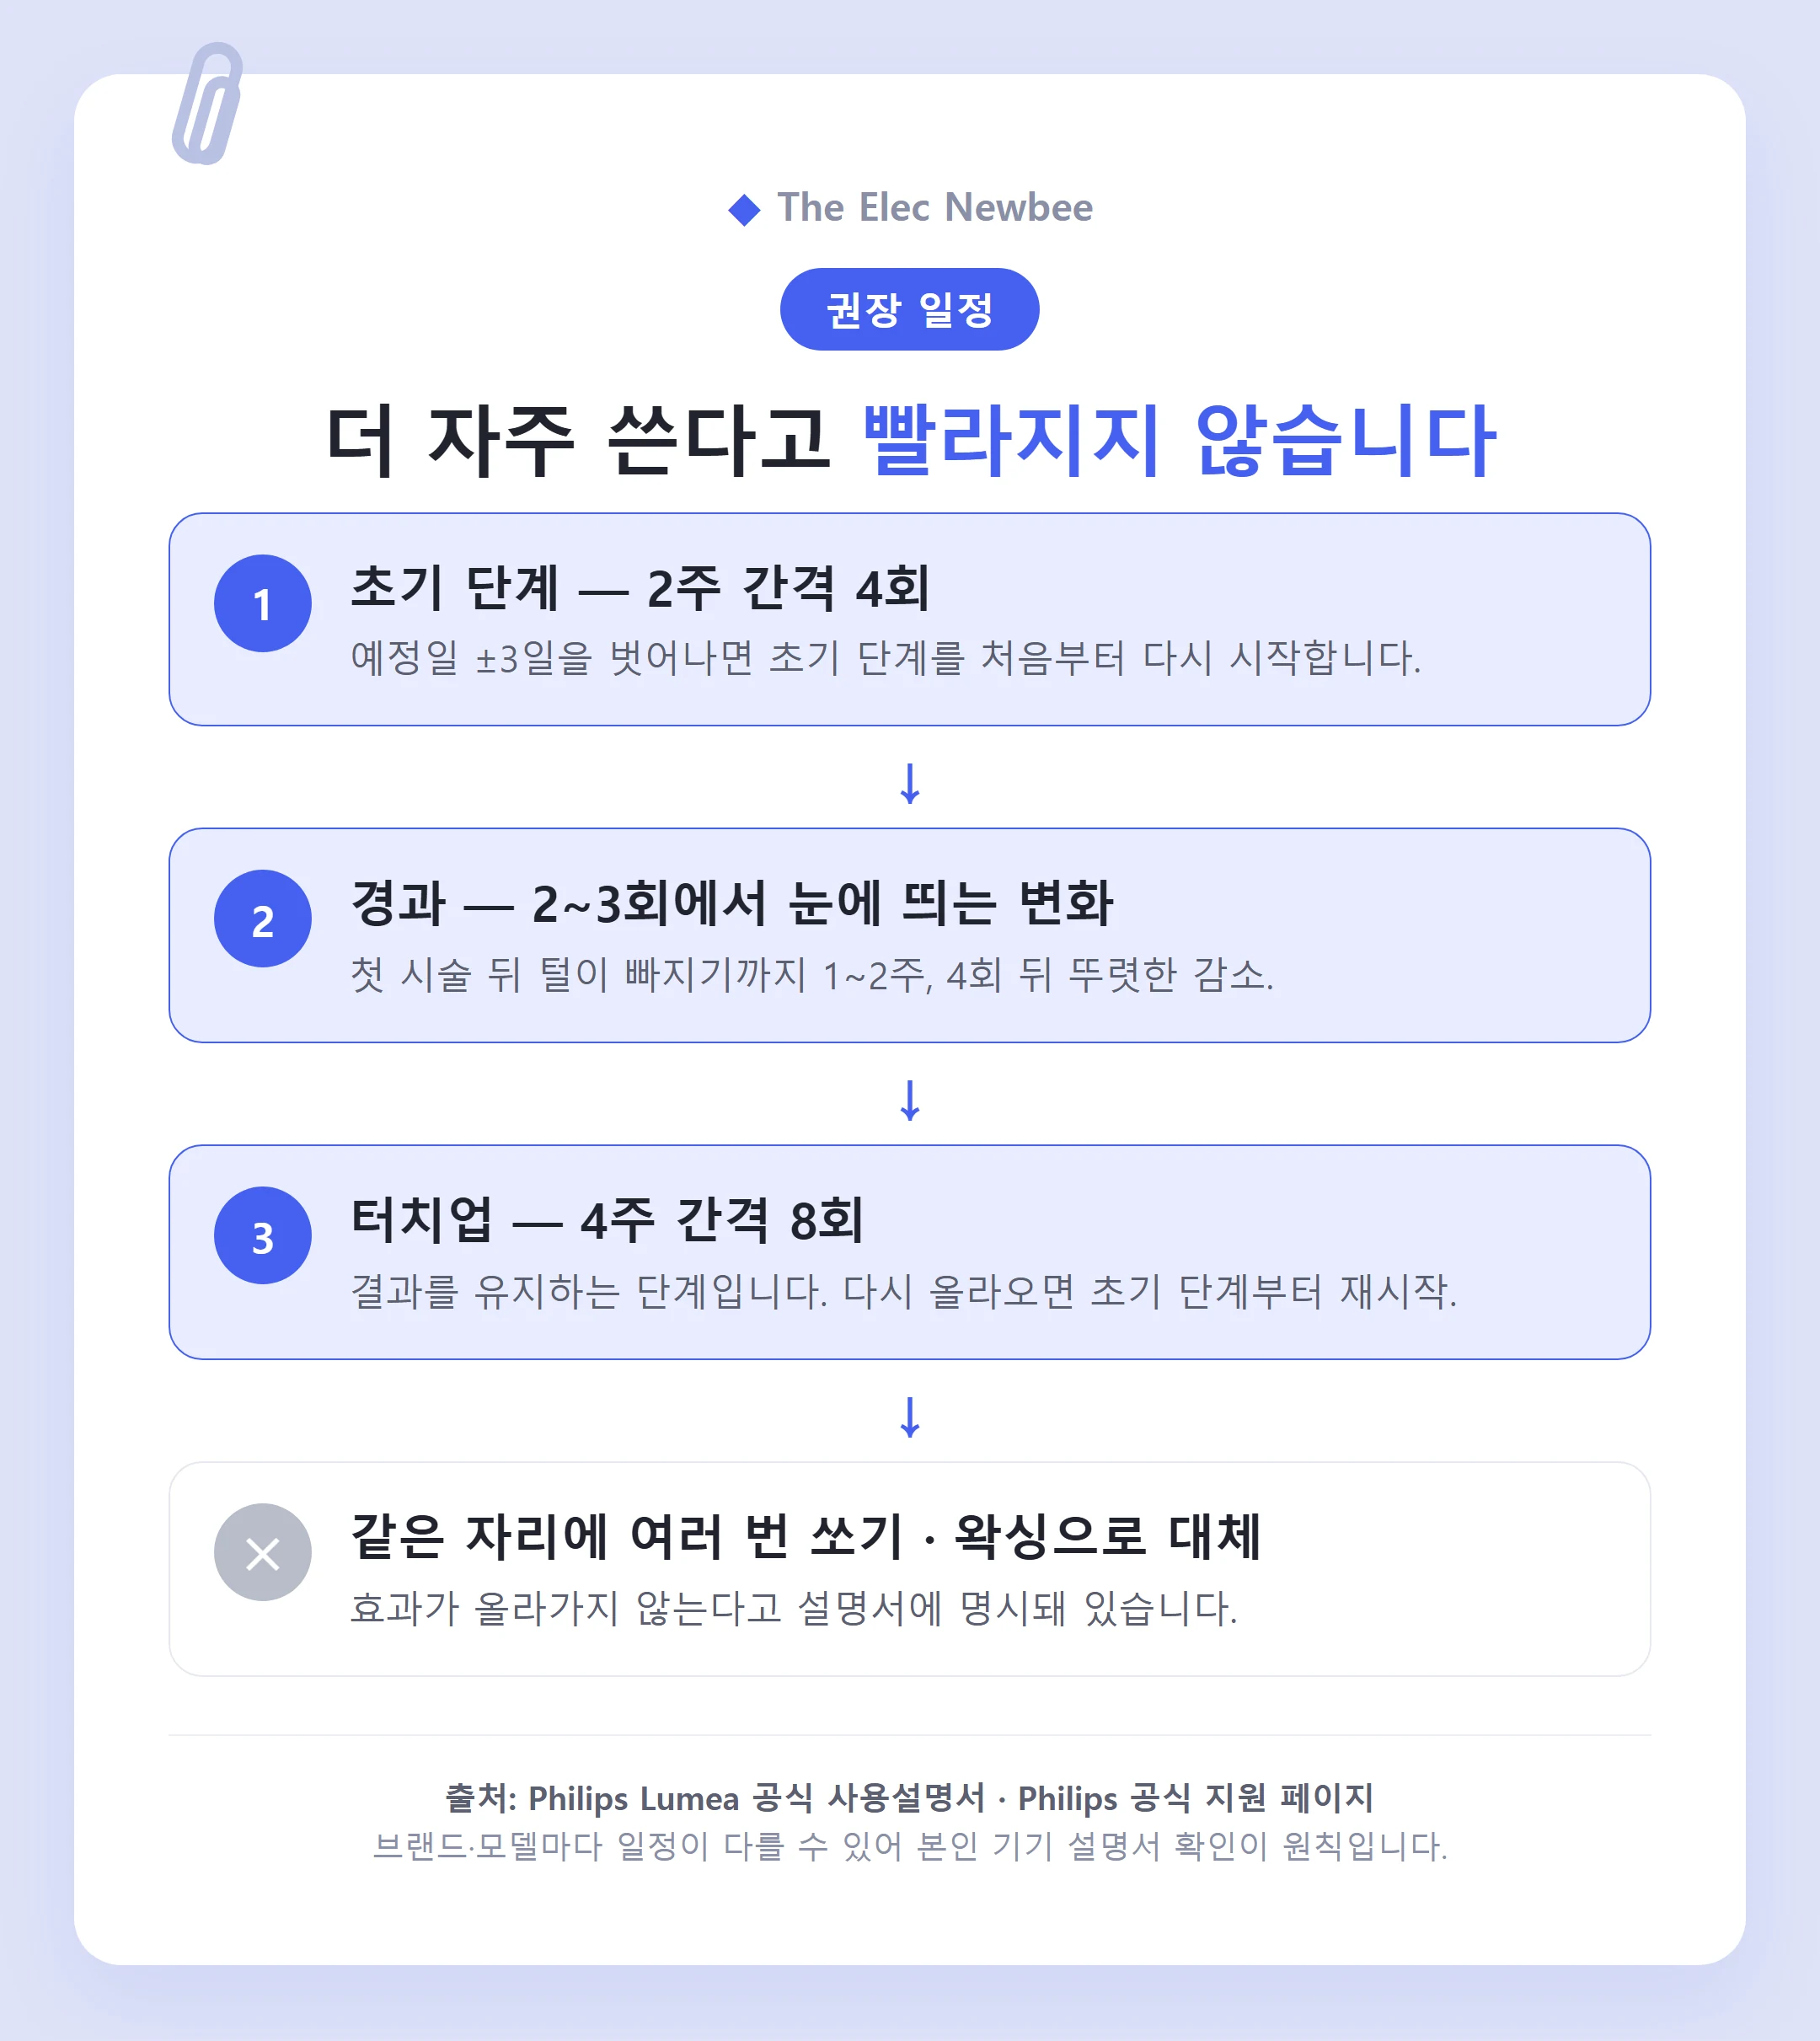 ◆ The Elec Newbee
권장 일정
더 자주 쓴다고 빨라지지 않습니다
1
초기 단계 — 2주 간격 4회
예정일 ±3일을 벗어나면 초기 단계를 처음부터 다시 시작합니다.
↓
2
경과 — 2~3회에서 눈에 띄는 변화
첫 시술 뒤 털이 빠지기까지 1~2주, 4회 뒤 뚜렷한 감소.
↓
3
터치업 — 4주 간격 8회
결과를 유지하는 단계입니다. 다시 올라오면 초기 단계부터 재시작.
↓
×
같은 자리에 여러 번 쏘기 · 왁싱으로 대체
효과가 올라가지 않는다고 설명서에 명시돼 있습니다.
출처: Philips Lumea 공식 사용설명서 · Philips 공식 지원 페이지
브랜드·모델마다 일정이 다를 수 있어 본인 기기 설명서 확인이 원칙입니다.